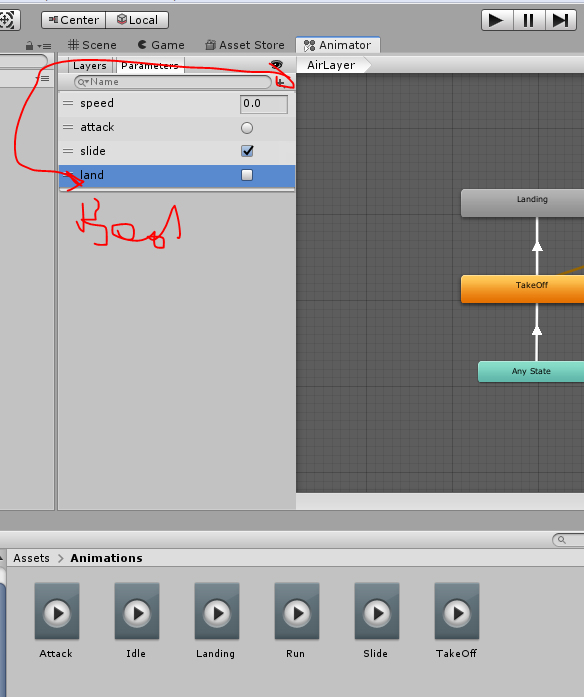 Center Local
Scene Game Asset Store Animator
Layers Parameters AirLayer
Name
speed 0.0
attack
slide
land
Bool
Landing
TakeOff
Any State
Assets > Animations
Attack Idle Landing Run Slide TakeOff